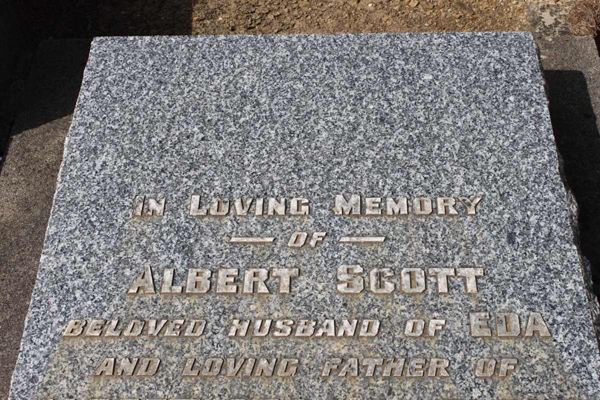 IN LOVING MEMORY
— OF —
ALBERT SCOTT
BELOVED HUSBAND OF EDA
AND LOVING FATHER OF